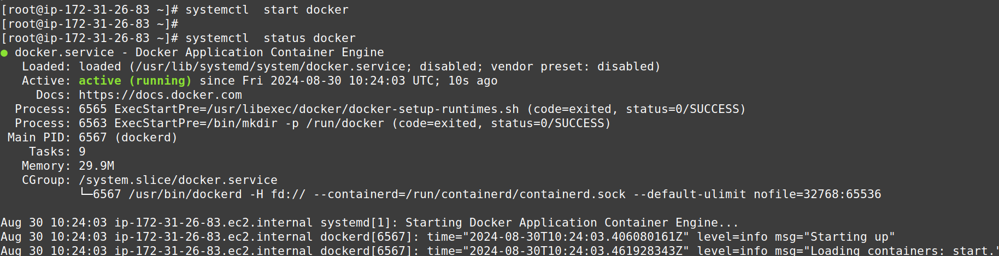 [root@ip-172-31-26-83 ~]# systemctl  start docker
[root@ip-172-31-26-83 ~]#
[root@ip-172-31-26-83 ~]# systemctl  status docker
● docker.service - Docker Application Container Engine
   Loaded: loaded (/usr/lib/systemd/system/docker.service; disabled; vendor preset: disabled)
   Active: active (running) since Fri 2024-08-30 10:24:03 UTC; 10s ago
     Docs: https://docs.docker.com
  Process: 6565 ExecStartPre=/usr/libexec/docker/docker-setup-runtimes.sh (code=exited, status=0/SUCCESS)
  Process: 6563 ExecStartPre=/bin/mkdir -p /run/docker (code=exited, status=0/SUCCESS)
 Main PID: 6567 (dockerd)
    Tasks: 9
   Memory: 29.9M
   CGroup: /system.slice/docker.service
           └─6567 /usr/bin/dockerd -H fd:// --containerd=/run/containerd/containerd.sock --default-ulimit nofile=32768:65536
Aug 30 10:24:03 ip-172-31-26-83.ec2.internal systemd[1]: Starting Docker Application Container Engine...
Aug 30 10:24:03 ip-172-31-26-83.ec2.internal dockerd[6567]: time="2024-08-30T10:24:03.406080161Z" level=info msg="Starting up"
Aug 30 10:24:03 ip-172-31-26-83.ec2.internal dockerd[6567]: time="2024-08-30T10:24:03.461928343Z" level=info msg="Loading containers: start."